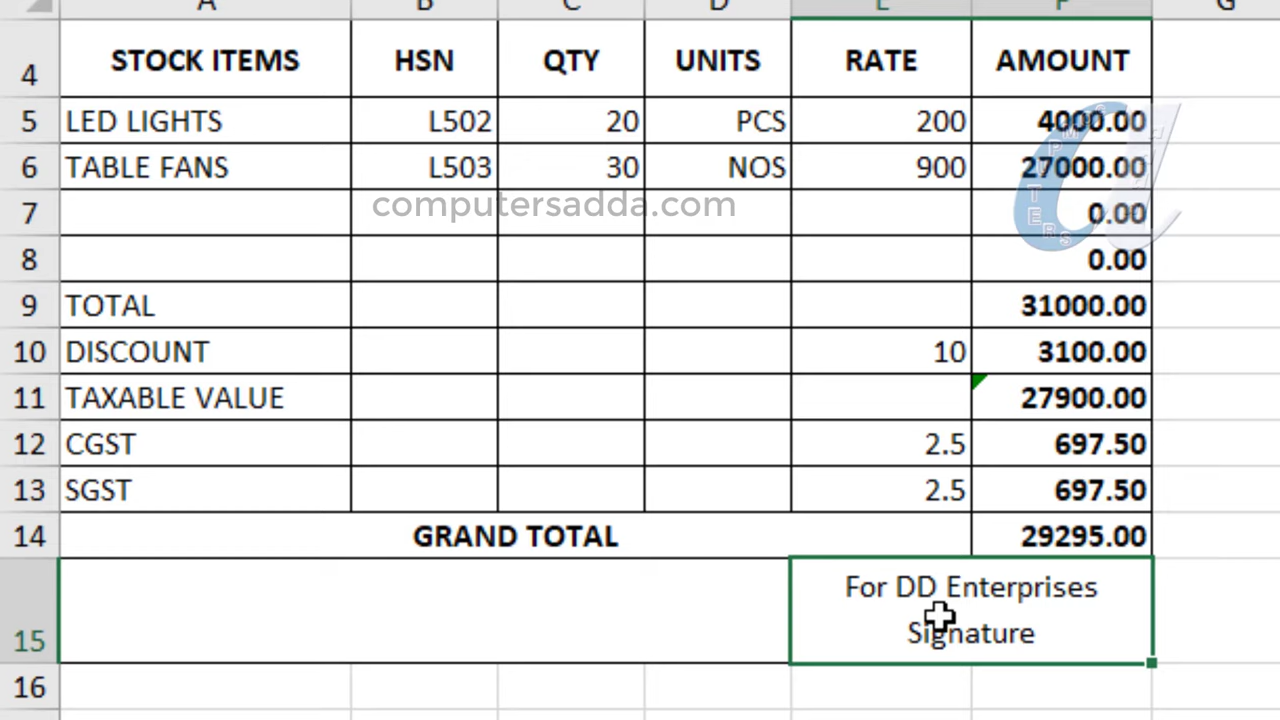 A B C D E F G
4 STOCK ITEMS HSN QTY UNITS RATE AMOUNT
5 LED LIGHTS L502 20 PCS 200 4000.00
6 TABLE FANS L503 30 NOS 900 27000.00
computersadda.com
COMPUTERS
7 0.00
8 0.00
9 TOTAL 31000.00
10 DISCOUNT 10 3100.00
11 TAXABLE VALUE 27900.00
12 CGST 2.5 697.50
13 SGST 2.5 697.50
14 GRAND TOTAL 29295.00
For DD Enterprises
15 Signature
16